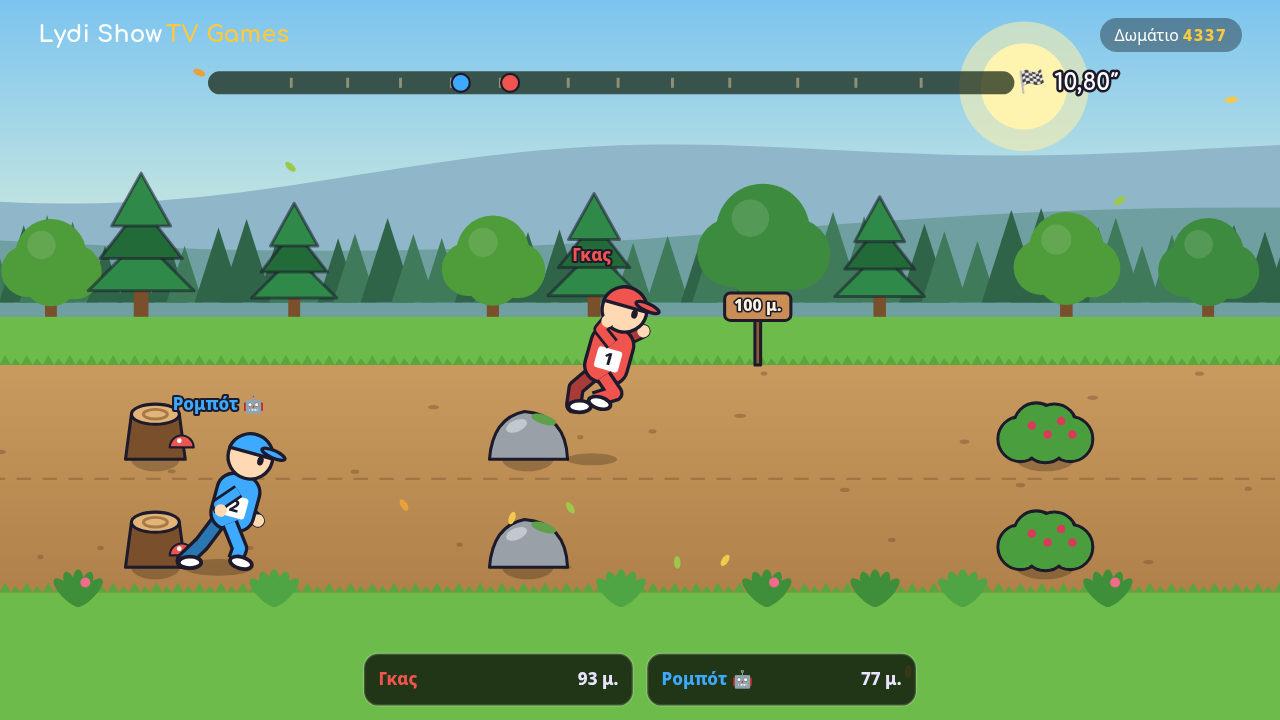 Lydi Show TV Games
Δωμάτιο 4337
10,80″
Γκας
100 μ.
1
Ρομπότ 🤖
2
Γκας 93 μ.
Ρομπότ 🤖 77 μ.